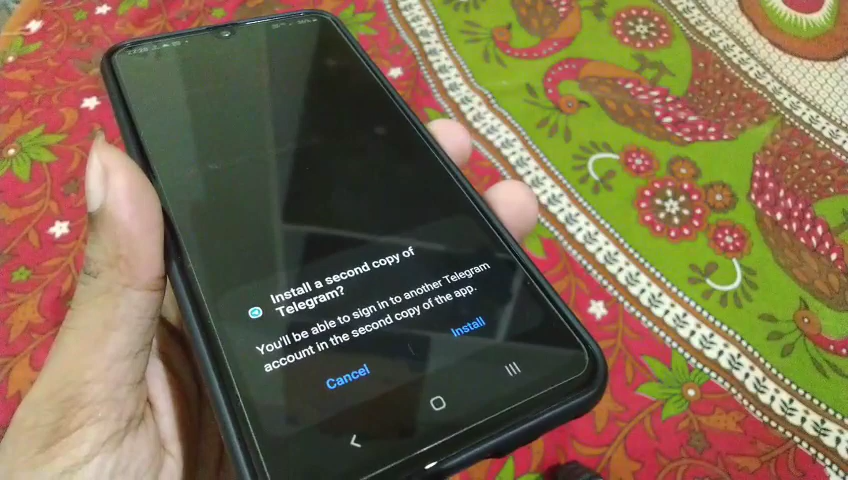 Install a second copy of
Telegram?
You'll be able to sign in to another Telegram
account in the second copy of the app.
Cancel
Install